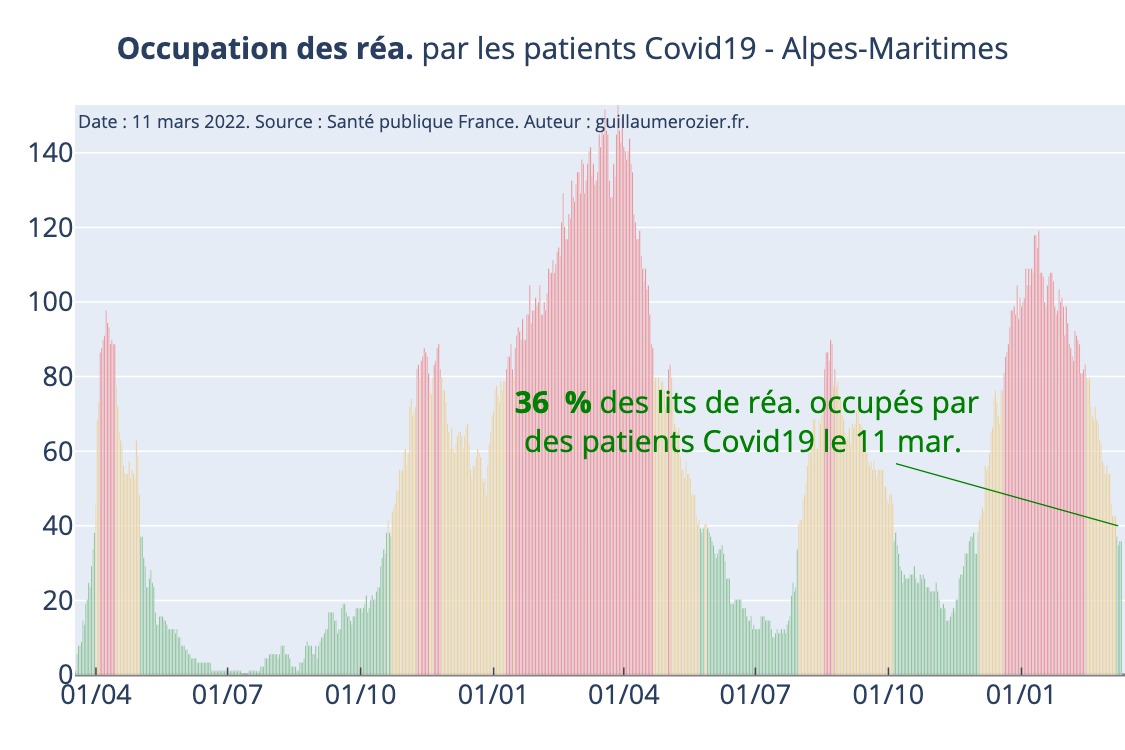 Occupation des réa. par les patients Covid19 - Alpes-Maritimes
Date : 11 mars 2022. Source : Santé publique France. Auteur : guillaumerozier.fr.
140
120
100
80
36  % des lits de réa. occupés par
des patients Covid19 le 11 mar.
60
40
20
0
01/04 01/07 01/10 01/01 01/04 01/07 01/10 01/01